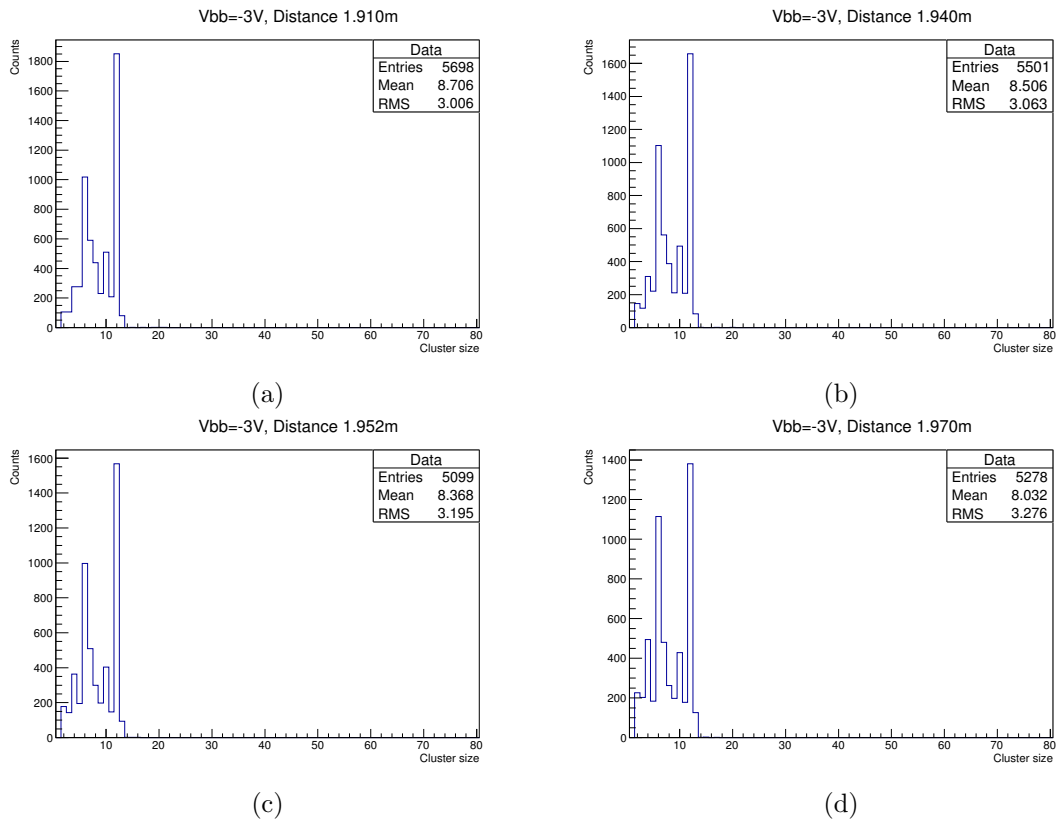 Vbb=-3V, Distance 1.910m
Counts
Data
Entries 5698
Mean 8.706
RMS 3.006
1800
1600
1400
1200
1000
800
600
400
200
0
10 20 30 40 50 60 70 80
Cluster size
(a)
Vbb=-3V, Distance 1.940m
Counts
Data
Entries 5501
Mean 8.506
RMS 3.063
1600
1400
1200
1000
800
600
400
200
0
10 20 30 40 50 60 70 80
Cluster size
(b)
Vbb=-3V, Distance 1.952m
Counts
Data
Entries 5099
Mean 8.368
RMS 3.195
1600
1400
1200
1000
800
600
400
200
0
10 20 30 40 50 60 70 80
Cluster size
(c)
Vbb=-3V, Distance 1.970m
Counts
Data
Entries 5278
Mean 8.032
RMS 3.276
1400
1200
1000
800
600
400
200
0
10 20 30 40 50 60 70 80
Cluster size
(d)